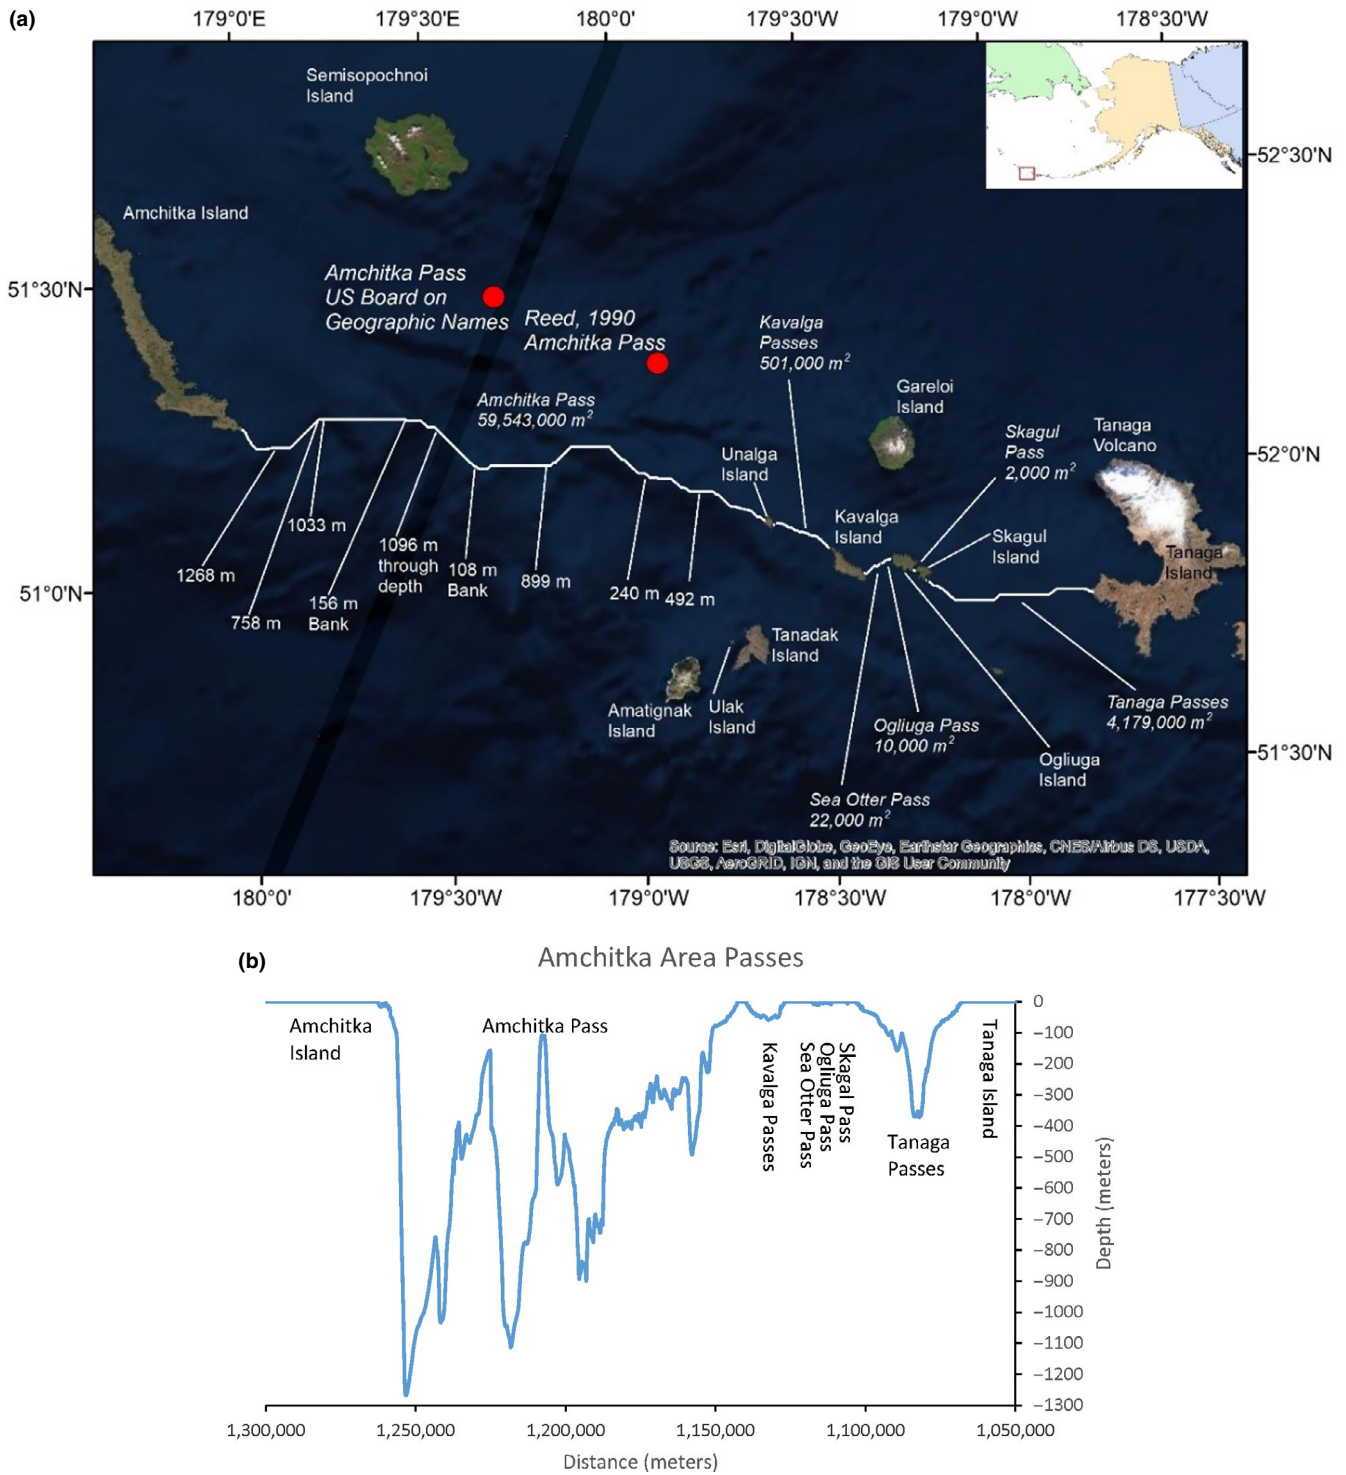 (a)
179°0'E
179°30'E
180°0'
179°30'W
179°0'W
178°30'W
Semisopochnoi
Island
52°30'N
Amchitka Island
51°30'N
Amchitka Pass
US Board on
Geographic Names
Reed, 1990
Amchitka Pass
Kavalga
Passes
501,000 m²
Amchitka Pass
59,543,000 m²
Gareloi
Island
Skagul
Pass
2,000 m²
Tanaga
Volcano
52°0'N
Unalga
Island
Kavalga
Island
Skagul
Island
Tanaga
Island
1268 m
758 m
1033 m
156 m
Bank
1096 m
through
depth
108 m
Bank
899 m
240 m
492 m
51°0'N
Tanadak
Island
Amatignak
Island
Ulak
Island
Ogliuga Pass
10,000 m²
Tanaga Passes
4,179,000 m²
51°30'N
Ogliuga
Island
Sea Otter Pass
22,000 m²
Source: Esri, DigitalGlobe, GeoEye, Earthstar Geographics, CNES/Airbus DS, USDA,
USGS, AeroGRID, IGN, and the GIS User Community
180°0'
179°30'W
179°0'W
178°30'W
178°0'W
177°30'W
(b)
Amchitka Area Passes
Amchitka
Island
Amchitka Pass
Kavalga Passes
Sea Otter Pass
Ogliuga Pass
Skagal Pass
Tanaga
Passes
Tanaga Island
0
−100
−200
−300
−400
−500
−600
−700
−800
−900
−1000
−1100
−1200
−1300
Depth (meters)
1,300,000
1,250,000
1,200,000
1,150,000
1,100,000
1,050,000
Distance (meters)